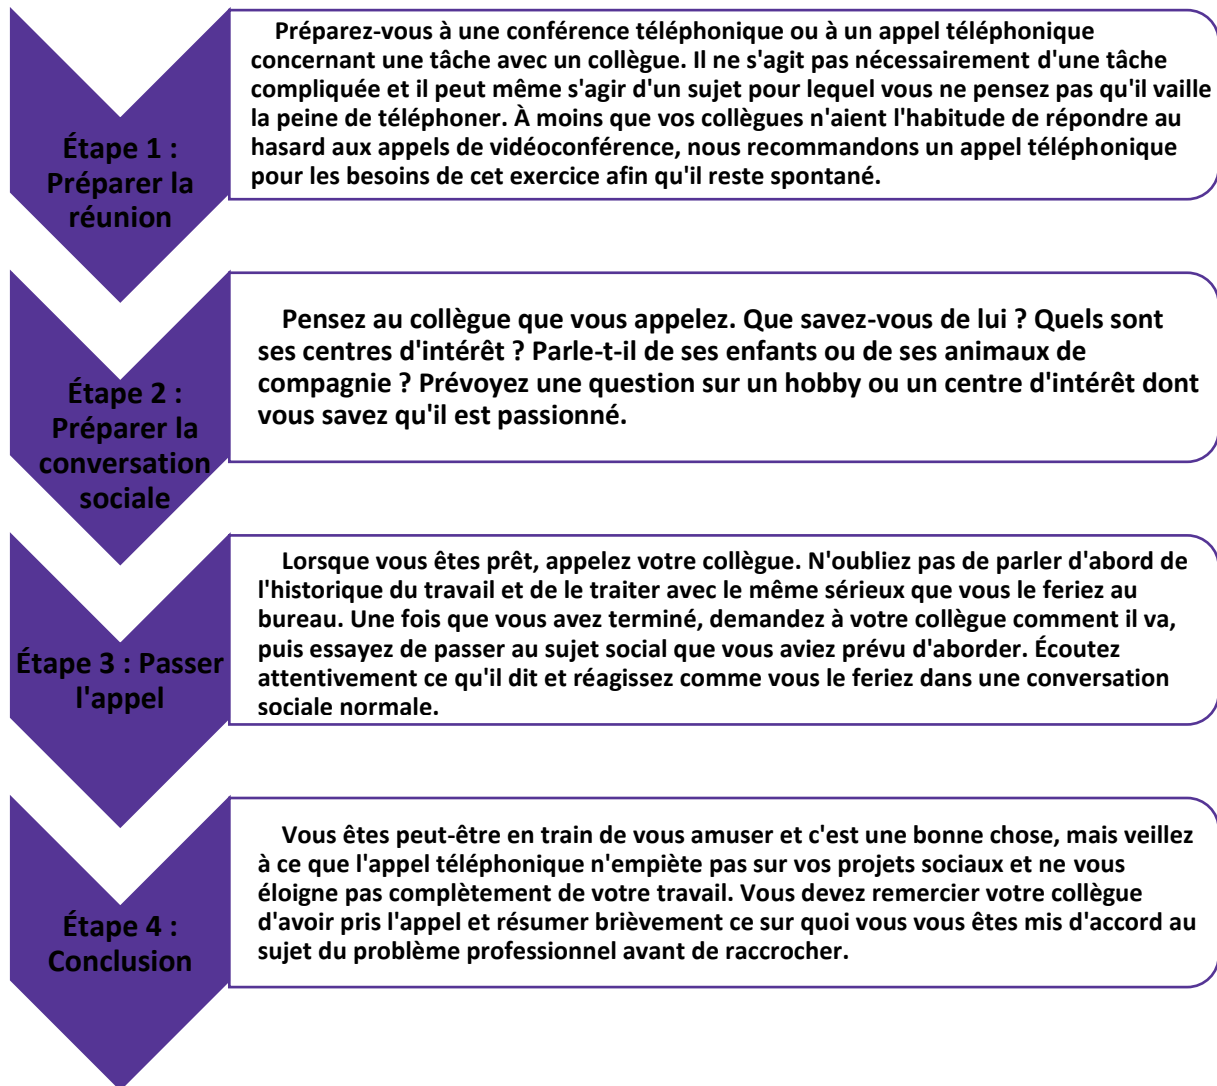 Étape 1 :
Préparer la
réunion
Préparez-vous à une conférence téléphonique ou à un appel téléphonique
concernant une tâche avec un collègue. Il ne s'agit pas nécessairement d'une tâche
compliquée et il peut même s'agir d'un sujet pour lequel vous ne pensez pas qu'il vaille
la peine de téléphoner. À moins que vos collègues n'aient l'habitude de répondre au
hasard aux appels de vidéoconférence, nous recommandons un appel téléphonique
pour les besoins de cet exercice afin qu'il reste spontané.
Étape 2 :
Préparer la
conversation
sociale
Pensez au collègue que vous appelez. Que savez-vous de lui ? Quels sont
ses centres d'intérêt ? Parle-t-il de ses enfants ou de ses animaux de
compagnie ? Prévoyez une question sur un hobby ou un centre d'intérêt dont
vous savez qu'il est passionné.
Étape 3 : Passer
l'appel
Lorsque vous êtes prêt, appelez votre collègue. N'oubliez pas de parler d'abord de
l'historique du travail et de le traiter avec le même sérieux que vous le feriez au
bureau. Une fois que vous avez terminé, demandez à votre collègue comment il va,
puis essayez de passer au sujet social que vous aviez prévu d'aborder. Écoutez
attentivement ce qu'il dit et réagissez comme vous le feriez dans une conversation
sociale normale.
Étape 4 :
Conclusion
Vous êtes peut-être en train de vous amuser et c'est une bonne chose, mais veillez
à ce que l'appel téléphonique n'empiète pas sur vos projets sociaux et ne vous
éloigne pas complètement de votre travail. Vous devez remercier votre collègue
d'avoir pris l'appel et résumer brièvement ce sur quoi vous vous êtes mis d'accord au
sujet du problème professionnel avant de raccrocher.